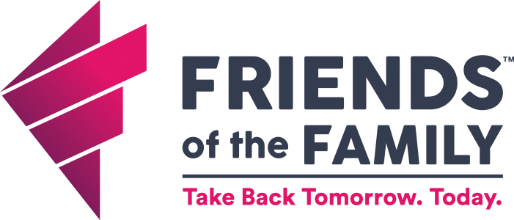 FRIENDS™
of the FAMILY
Take Back Tomorrow. Today.